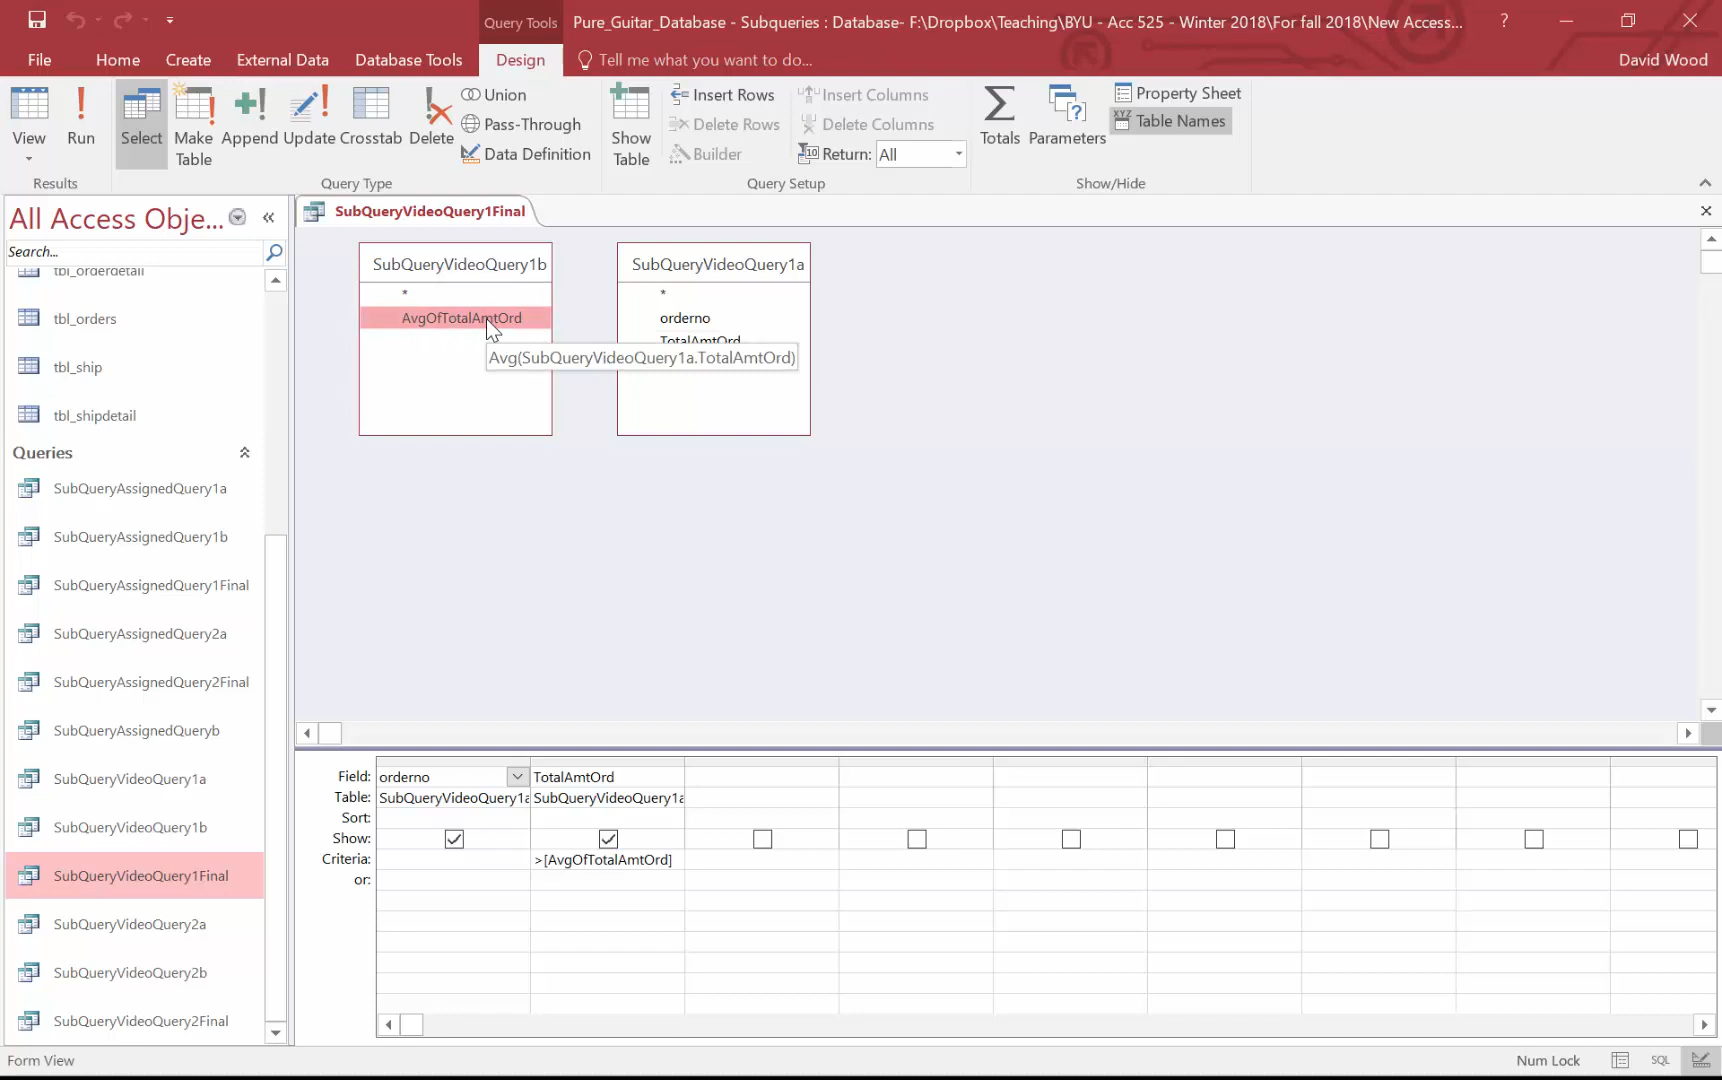 Query Tools
Pure_Guitar_Database - Subqueries : Database- F:\Dropbox\Teaching\BYU - Acc 525 - Winter 2018\For fall 2018\New Access...
?
File
Home
Create
External Data
Database Tools
Design
Tell me what you want to do...
David Wood
View
Run
Select
Make Table
Append
Update
Crosstab
Delete
Union
Pass-Through
Data Definition
Show Table
Insert Rows
Delete Rows
Builder
Insert Columns
Delete Columns
Return: All
Totals
Parameters
Property Sheet
Table Names
Results
Query Type
Query Setup
Show/Hide
All Access Obje...
Search...
tbl_orderdetail
tbl_orders
tbl_ship
tbl_shipdetail
Queries
SubQueryAssignedQuery1a
SubQueryAssignedQuery1b
SubQueryAssignedQuery1Final
SubQueryAssignedQuery2a
SubQueryAssignedQuery2Final
SubQueryAssignedQueryb
SubQueryVideoQuery1a
SubQueryVideoQuery1b
SubQueryVideoQuery1Final
SubQueryVideoQuery2a
SubQueryVideoQuery2b
SubQueryVideoQuery2Final
SubQueryVideoQuery1Final
SubQueryVideoQuery1b
*
AvgOfTotalAmtOrd
SubQueryVideoQuery1a
*
orderno
TotalAmtOrd
Avg(SubQueryVideoQuery1a.TotalAmtOrd)
Field: orderno TotalAmtOrd
Table: SubQueryVideoQuery1a SubQueryVideoQuery1a
Sort:
Show:
Criteria: >[AvgOfTotalAmtOrd]
or:
Form View
Num Lock
SQL